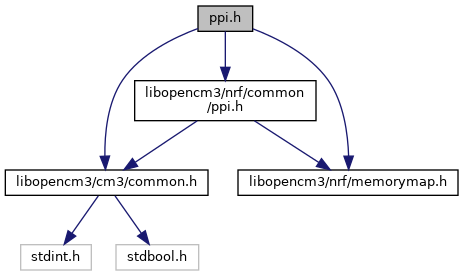 ppi.h
libopencm3/nrf/common
/ppi.h
libopencm3/cm3/common.h
libopencm3/nrf/memorymap.h
stdint.h
stdbool.h